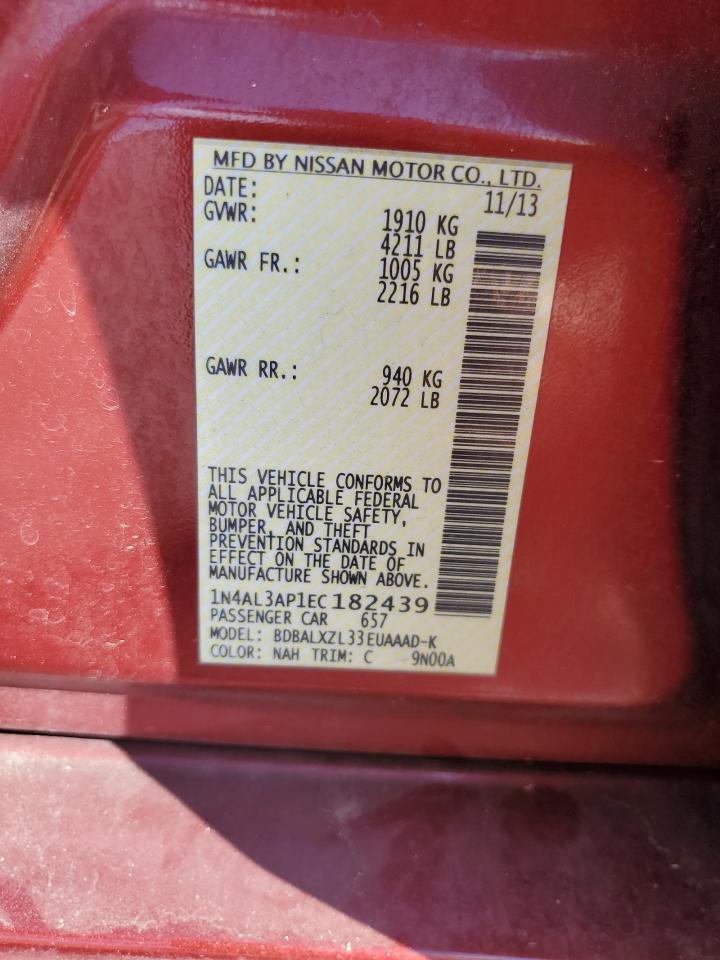 MFD BY NISSAN MOTOR CO., LTD.
DATE: 11/13
GVWR: 1910 KG
4211 LB
GAWR FR.: 1005 KG
2216 LB
GAWR RR.: 940 KG
2072 LB
THIS VEHICLE CONFORMS TO
ALL APPLICABLE FEDERAL
MOTOR VEHICLE SAFETY,
BUMPER, AND THEFT
PREVENTION STANDARDS IN
EFFECT ON THE DATE OF
MANUFACTURE SHOWN ABOVE.
1N4AL3AP1EC182439
PASSENGER CAR 657
MODEL: BDBALXZL33EUAAAD-K
COLOR: NAH TRIM: C 9N00A